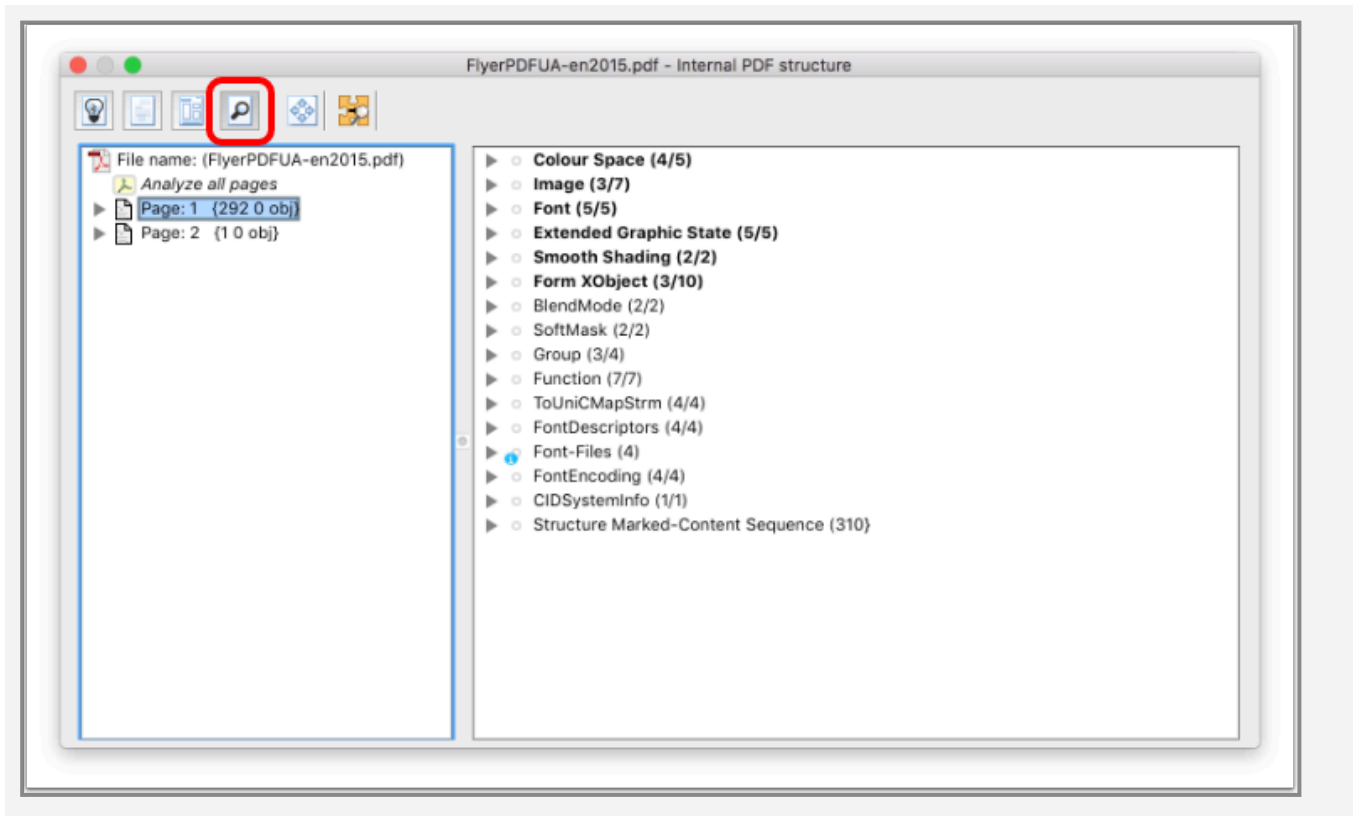 FlyerPDFUA-en2015.pdf - Internal PDF structure
File name: (FlyerPDFUA-en2015.pdf)
Analyze all pages
Page: 1 {292 0 obj}
Page: 2 {1 0 obj}
Colour Space (4/5)
Image (3/7)
Font (5/5)
Extended Graphic State (5/5)
Smooth Shading (2/2)
Form XObject (3/10)
BlendMode (2/2)
SoftMask (2/2)
Group (3/4)
Function (7/7)
ToUniCMapStrm (4/4)
FontDescriptors (4/4)
Font-Files (4)
FontEncoding (4/4)
CIDSystemInfo (1/1)
Structure Marked-Content Sequence (310}